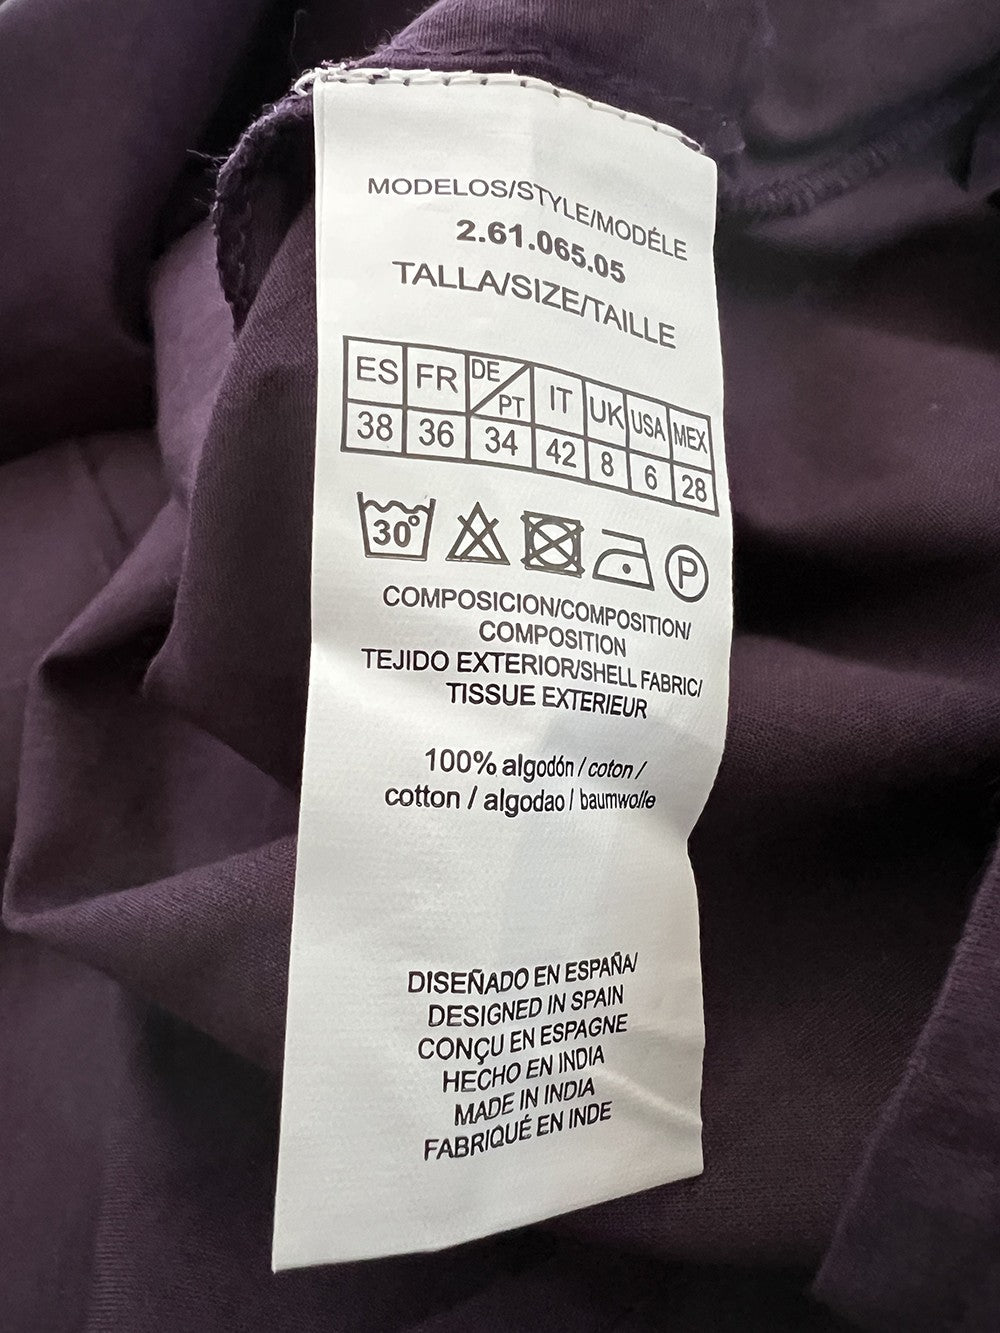 MODELOS/STYLE/MODÉLE
2.61.065.05
TALLA/SIZE/TAILLE
ES FR DE/PT IT UK USA MEX
38 36 34 42 8 6 28
30° P
COMPOSICION/COMPOSITION/
COMPOSITION
TEJIDO EXTERIOR/SHELL FABRIC/
TISSUE EXTERIEUR
100% algodón / coton /
cotton / algodao / baumwolle
DISEÑADO EN ESPAÑA/
DESIGNED IN SPAIN
CONÇU EN ESPAGNE
HECHO EN INDIA
MADE IN INDIA
FABRIQUÉ EN INDE